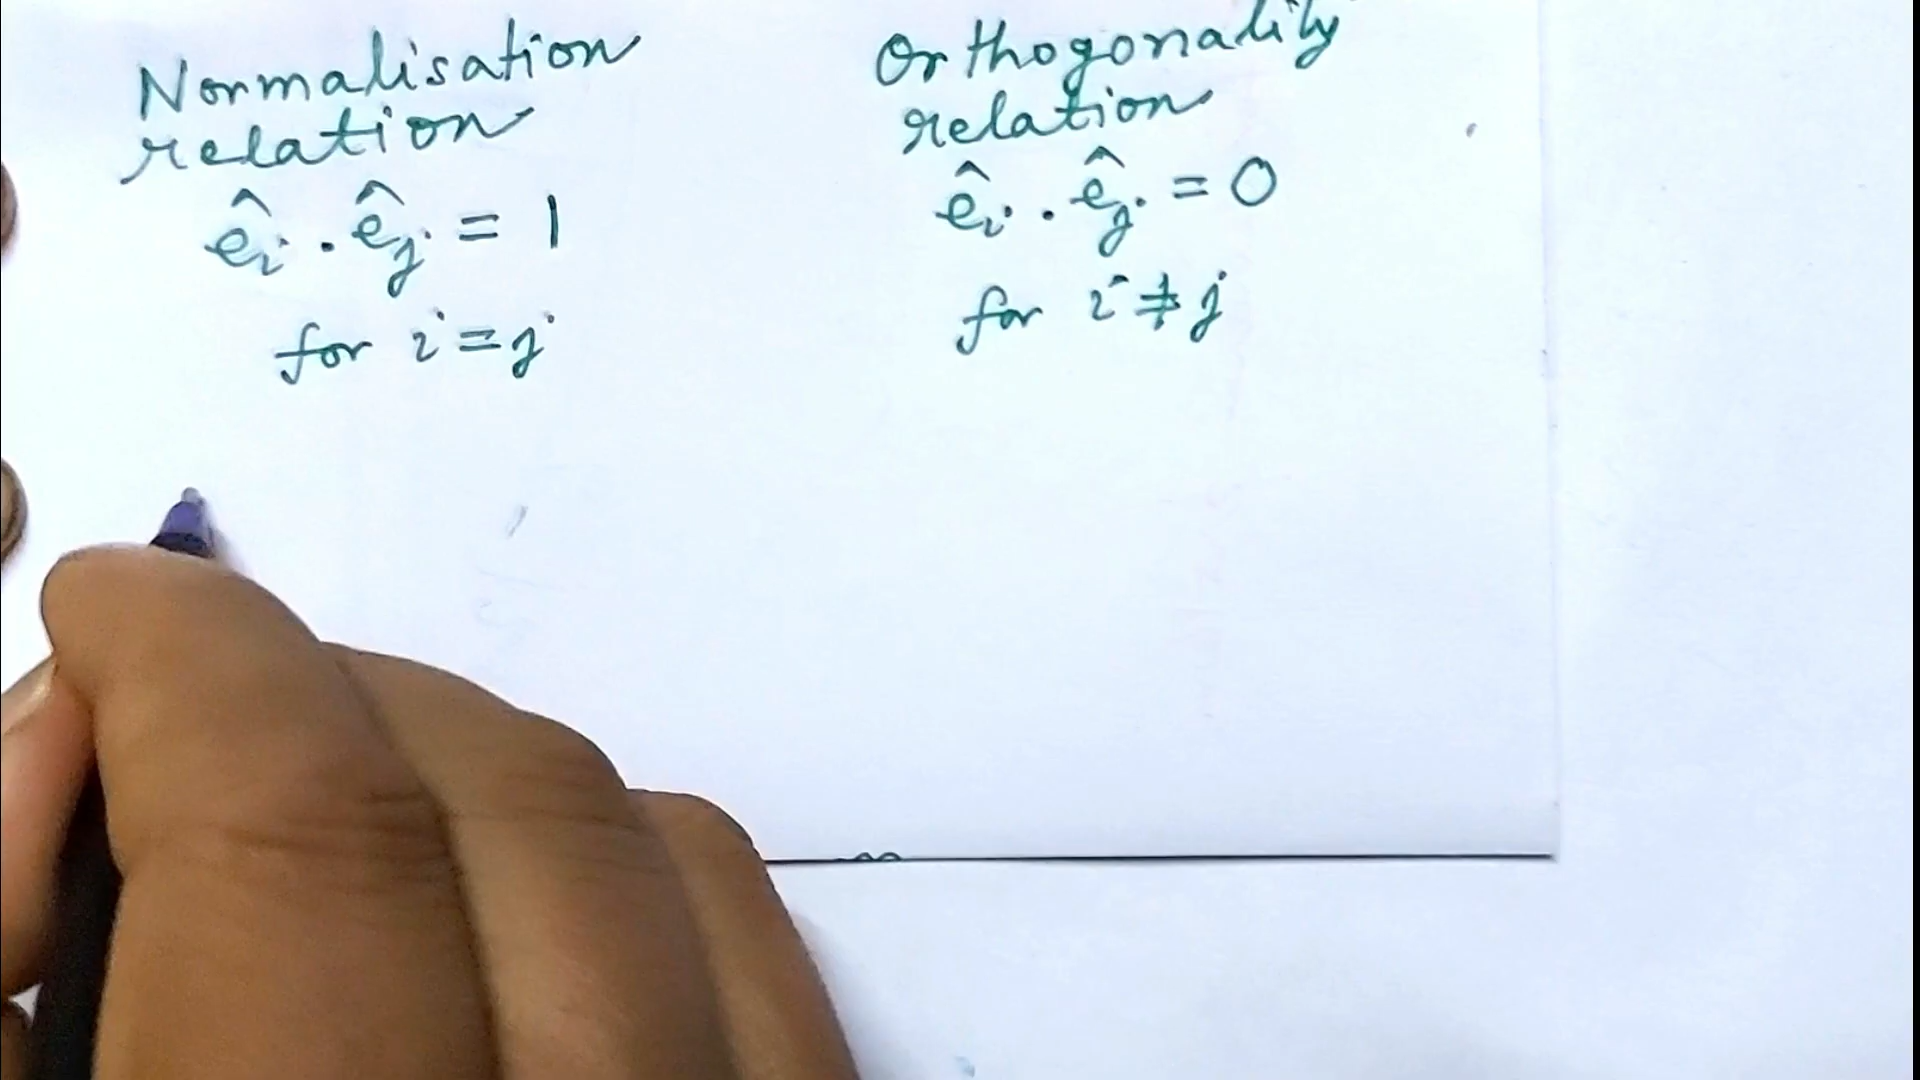 Normalisation
relation
ê_i . ê_j = 1
for i = j
Orthogonality
relation
ê_i . ê_j = 0
for i ≠ j